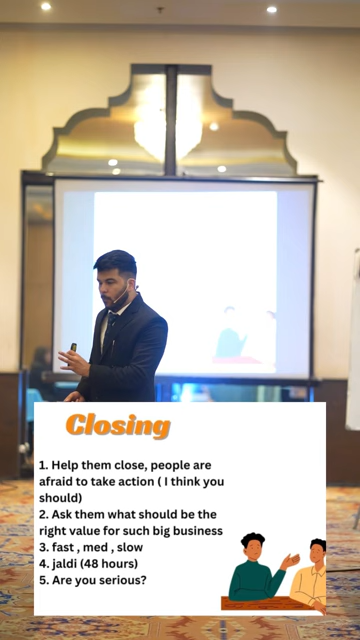 Closing
1. Help them close, people are
afraid to take action ( I think you
should)
2. Ask them what should be the
right value for such big business
3. fast , med , slow
4. jaldi (48 hours)
5. Are you serious?